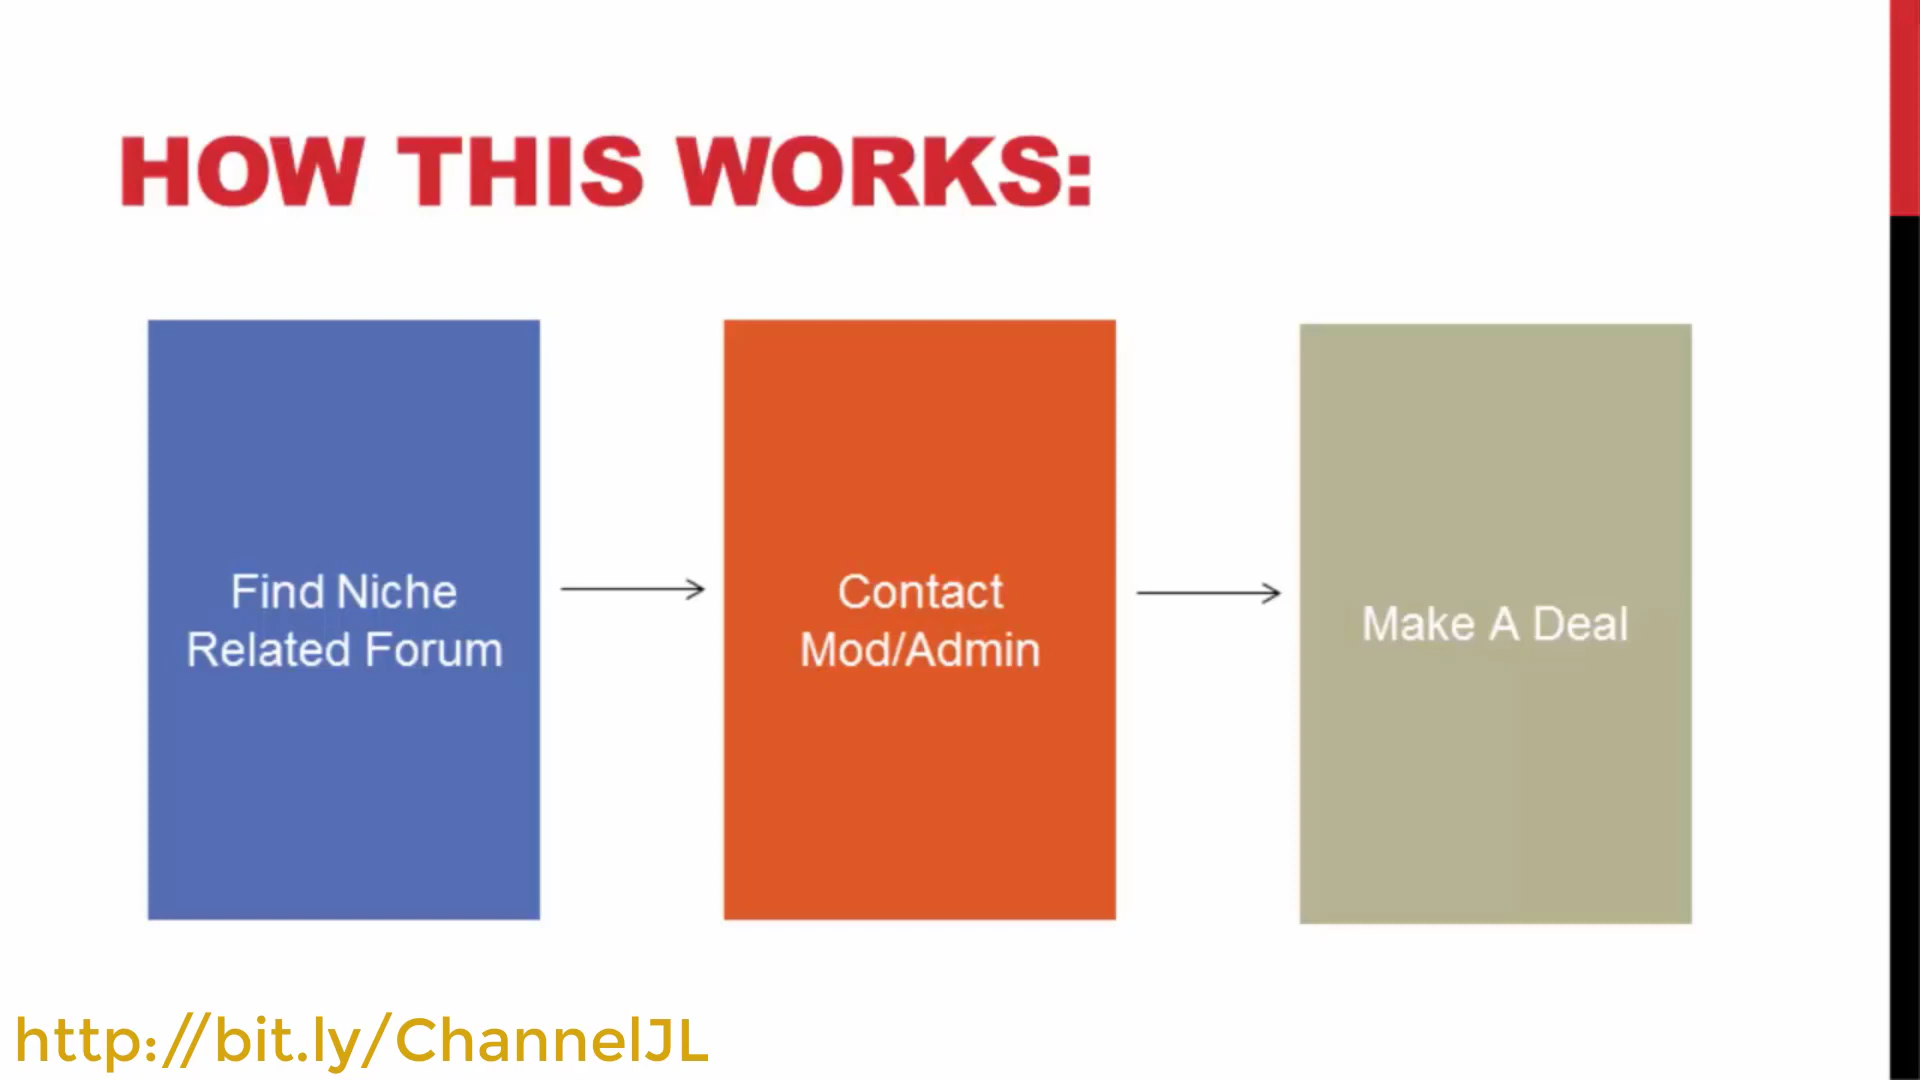 HOW THIS WORKS:
Find Niche
Related Forum
Contact
Mod/Admin
Make A Deal
http://bit.ly/ChannelJL